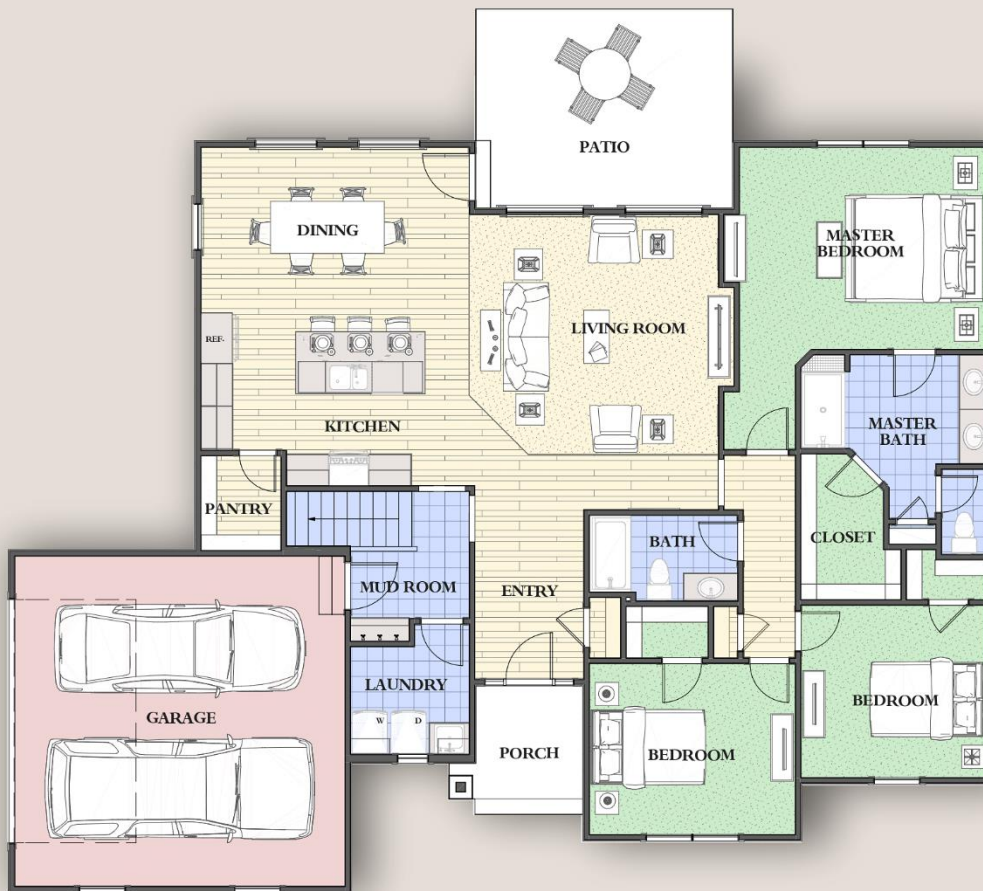 PATIO
DINING
MASTER
BEDROOM
LIVING ROOM
REF.
KITCHEN
MASTER
BATH
PANTRY
BATH
CLOSET
MUD ROOM
ENTRY
LAUNDRY
W D
GARAGE
PORCH
BEDROOM
BEDROOM